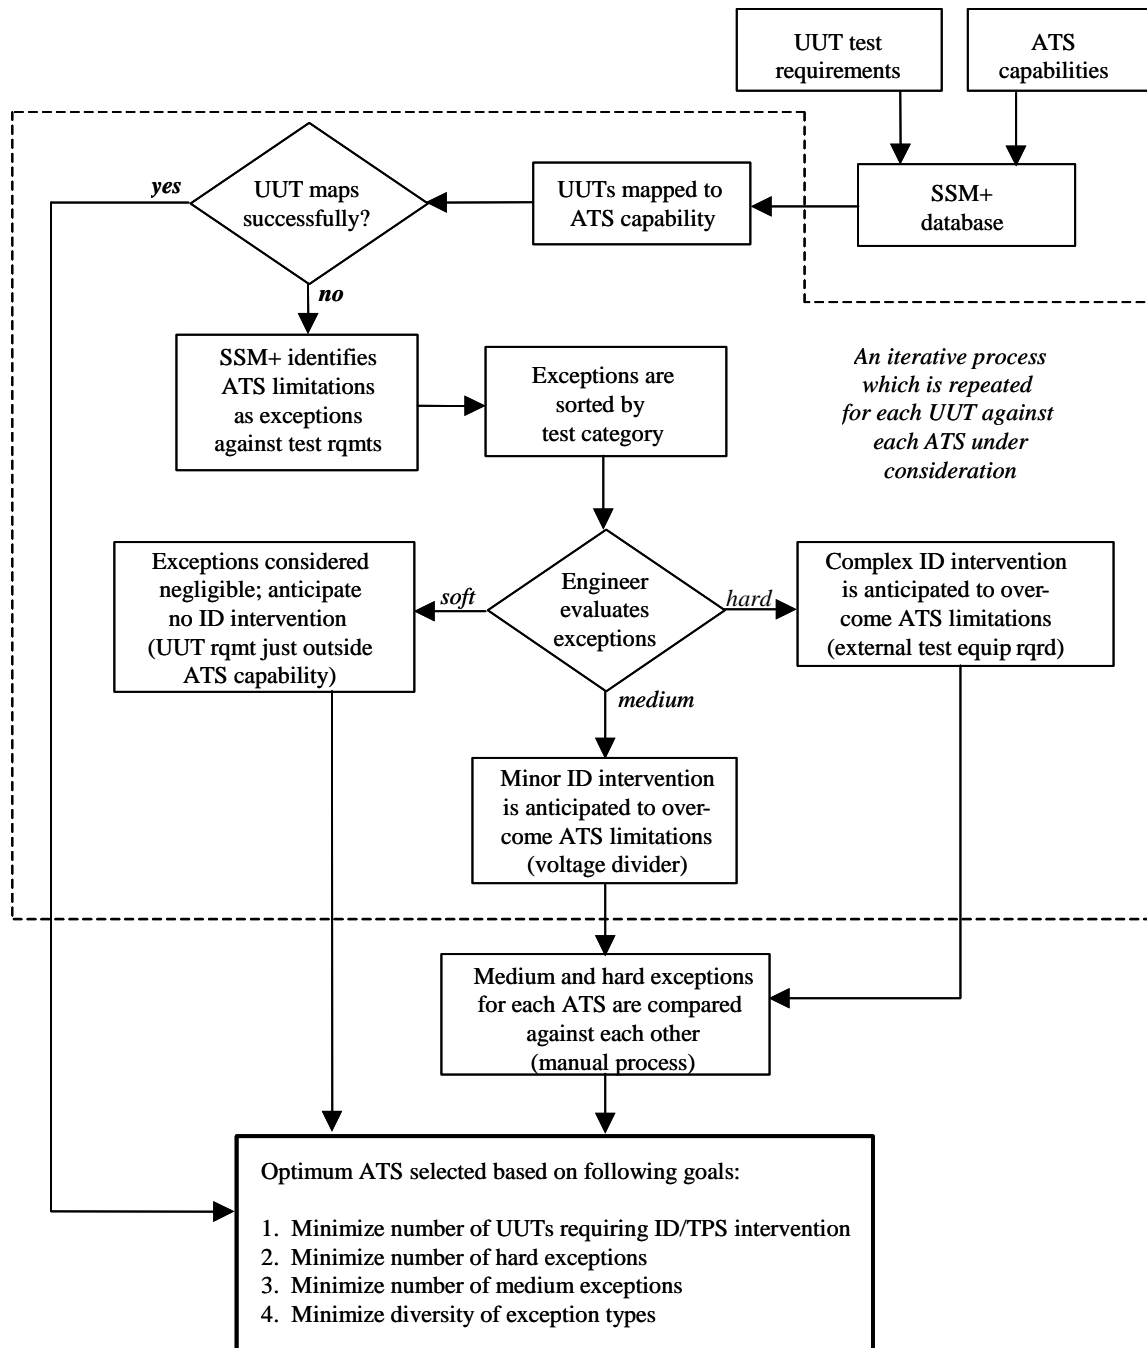 UUT test
requirements
ATS
capabilities
yes
UUT maps
successfully?
UUTs mapped to
ATS capability
SSM+
database
no
SSM+ identifies
ATS limitations
as exceptions
against test rqmts
Exceptions are
sorted by
test category
An iterative process
which is repeated
for each UUT against
each ATS under
consideration
Exceptions considered
negligible; anticipate
no ID intervention
(UUT rqmt just outside
ATS capability)
soft
Engineer
evaluates
exceptions
hard
Complex ID intervention
is anticipated to over-
come ATS limitations
(external test equip rqrd)
medium
Minor ID intervention
is anticipated to over-
come ATS limitations
(voltage divider)
Medium and hard exceptions
for each ATS are compared
against each other
(manual process)
Optimum ATS selected based on following goals:
1. Minimize number of UUTs requiring ID/TPS intervention
2. Minimize number of hard exceptions
3. Minimize number of medium exceptions
4. Minimize diversity of exception types